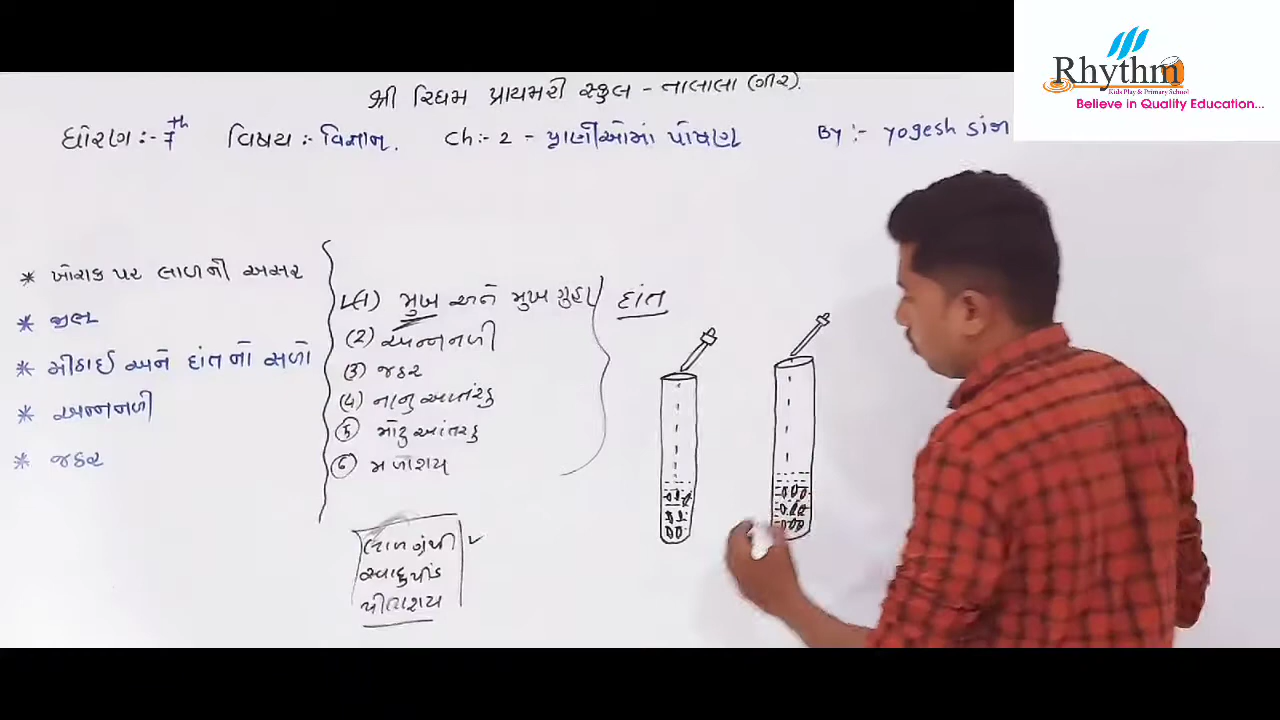 Rhythm
Kids Play & Primary School
Believe in Quality Education...
શ્રી રિધમ પ્રાયમરી સ્કુલ - તાલાલા (ગીર).
ધોરણ :- 7th વિષય :- વિજ્ઞાન. Ch :- 2 - પ્રાણીઓમાં પોષણ By :- yogesh
* ખોરાક પર લાળની અસર
* જીભ
* મીઠાઈ અને દાંતનો સળો
* અન્નનળી
* જઠર
(1) મુખ અને મુખ ગુહા
(2) અન્નનળી
(3) જઠર
(4) નાનુ આંતરડુ
(5) મોટુ આંતરડુ
(6) મળાશય
લાળગ્રંથી
સ્વાદુપીંડ
પીતાશય
દાંત